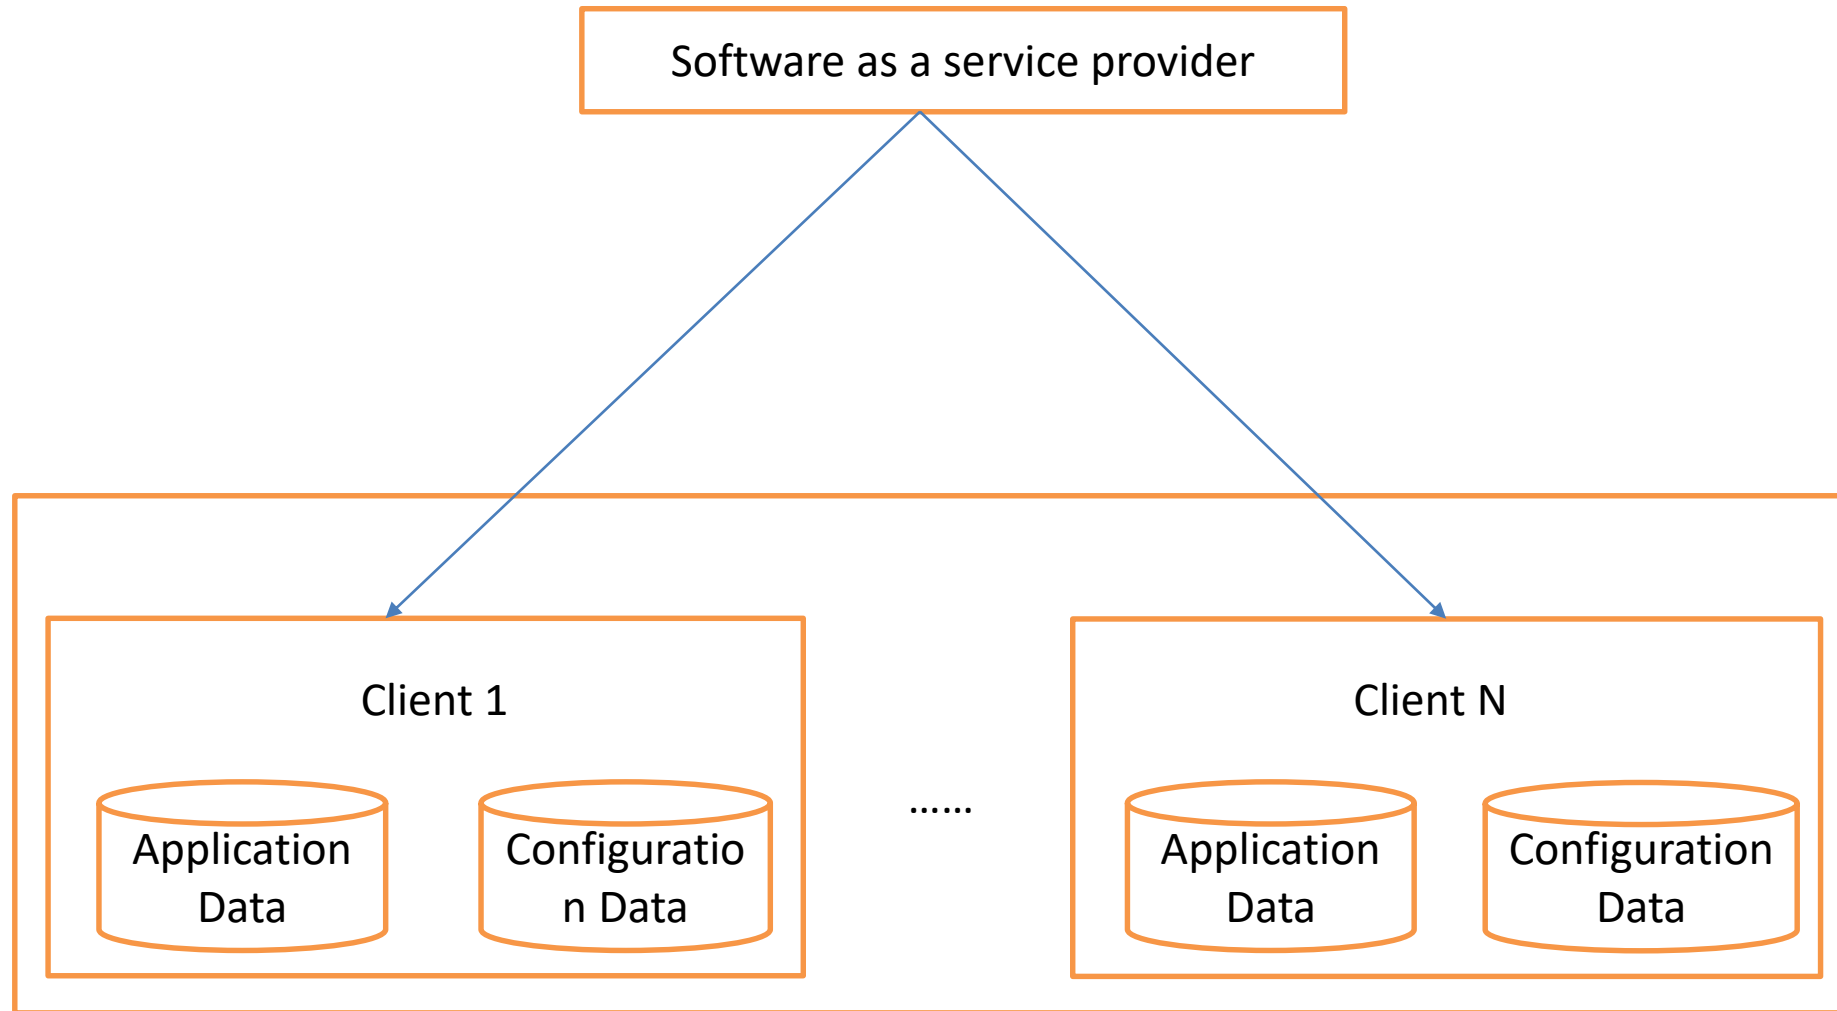 Software as a service provider
Client 1
Client N
Application
Data
Configuratio
n Data
......
Application
Data
Configuration
Data